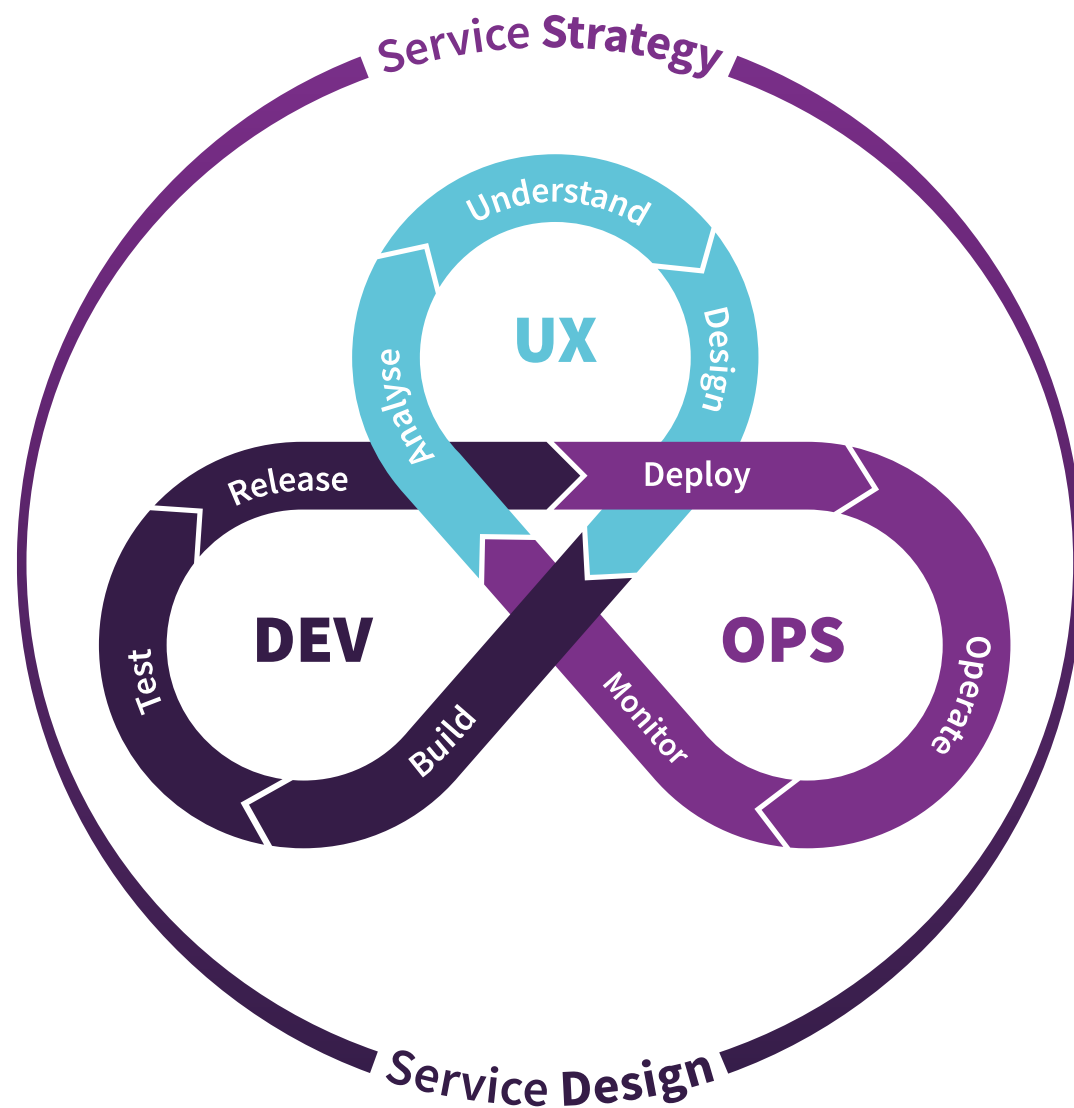 Service Strategy
Understand
UX
Design
Analyse
Release
Deploy
DEV
OPS
Test
Operate
Build
Monitor
Service Design